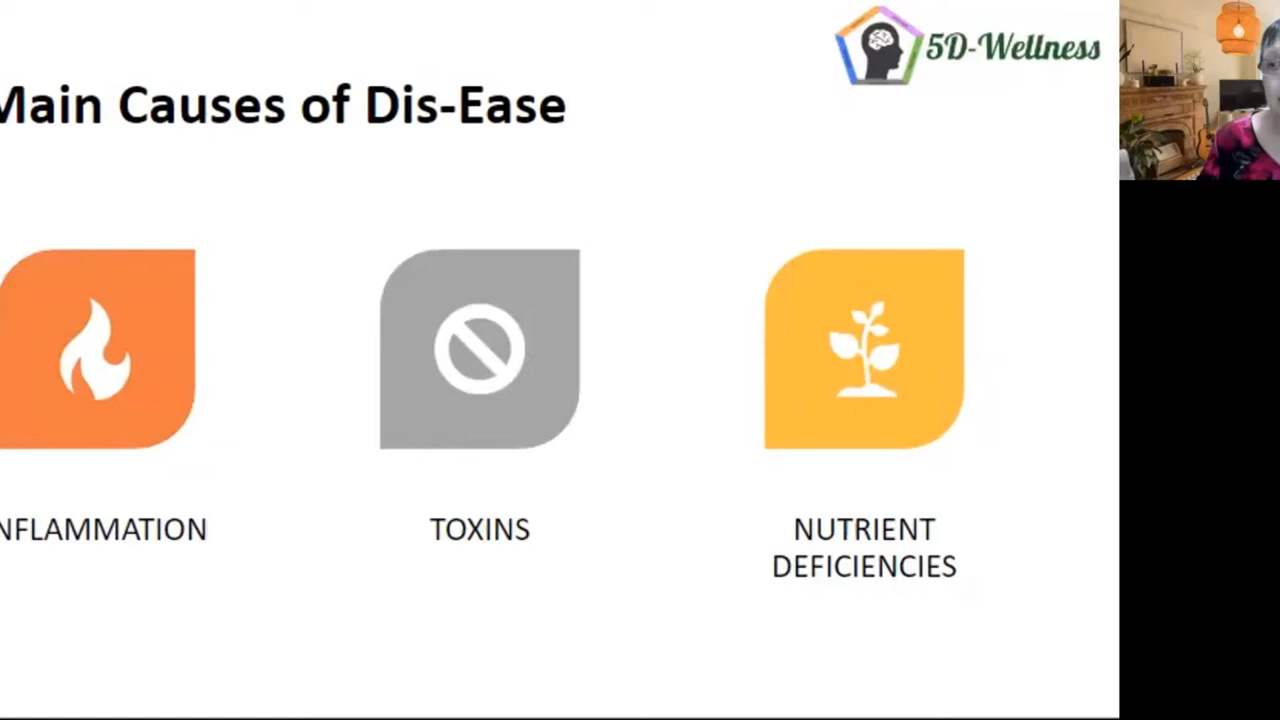 5D-Wellness
Main Causes of Dis-Ease
NFLAMMATION
TOXINS
NUTRIENT
DEFICIENCIES